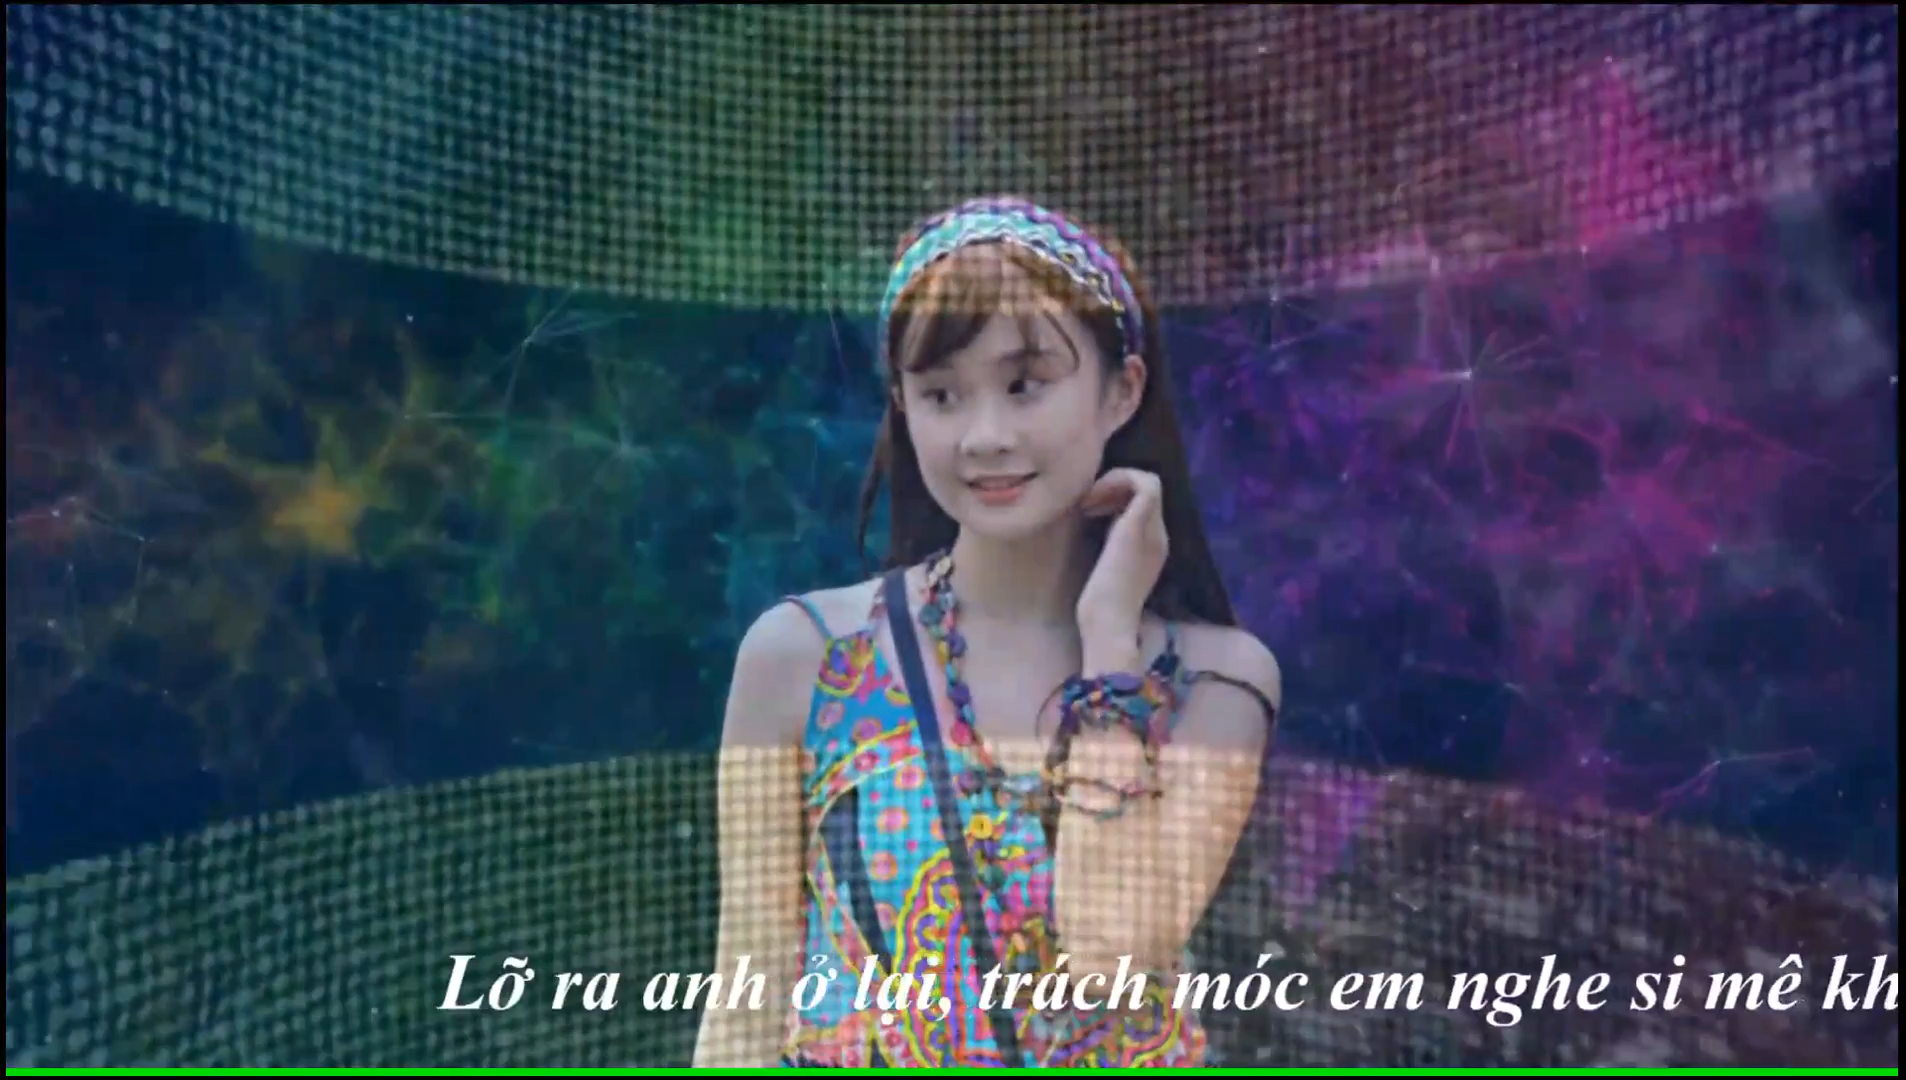 Lỡ ra anh ở lại, trách móc em nghe si mê kh